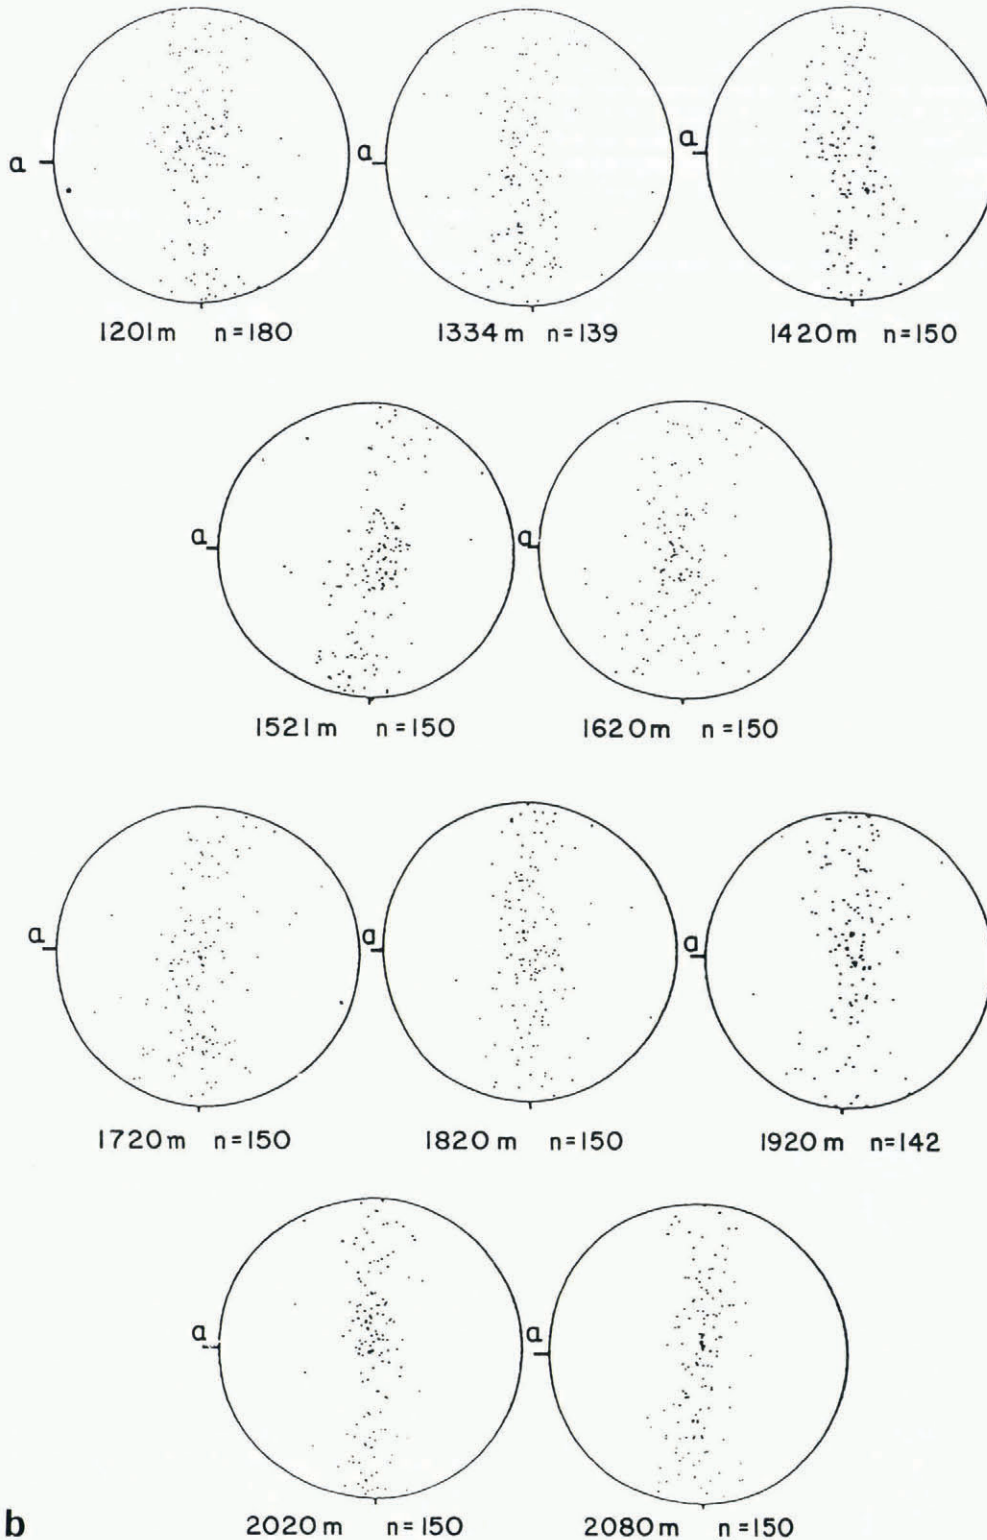 a a a
1201m n=180 1334m n=139 1420m n=150
a a
1521m n=150 1620m n=150
a a a
1720m n=150 1820m n=150 1920m n=142
a a
2020m n=150 2080m n=150
b